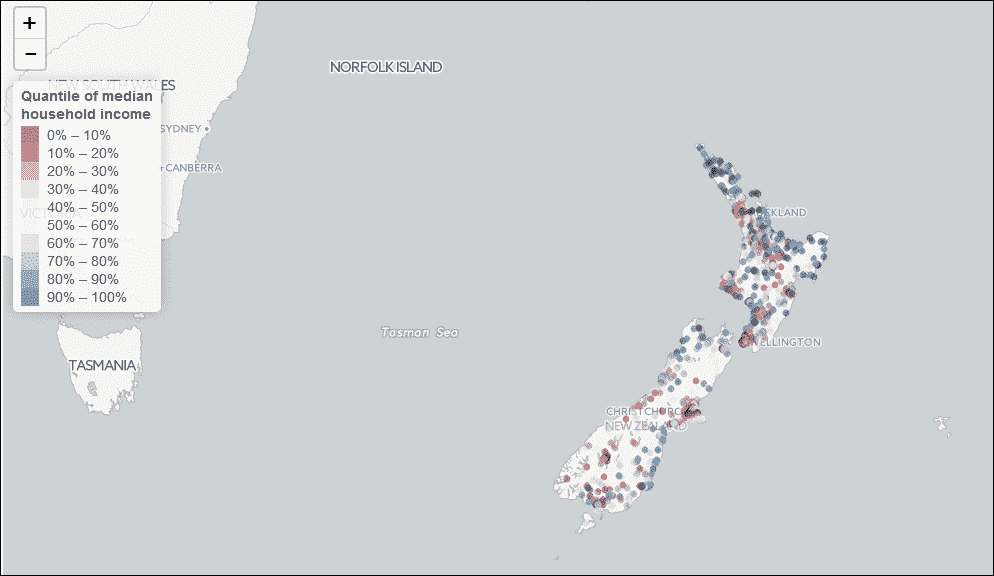 +
−
NORFOLK ISLAND
NEW SOUTH WALES
Quantile of median
household income
0% – 10%
10% – 20%
20% – 30%
30% – 40%
40% – 50%
50% – 60%
60% – 70%
70% – 80%
80% – 90%
90% – 100%
SYDNEY
CANBERRA
VICTORIA
EKLAND
Tasman Sea
WELLINGTON
TASMANIA
CHRISTCHURC
NEW ZEALAND